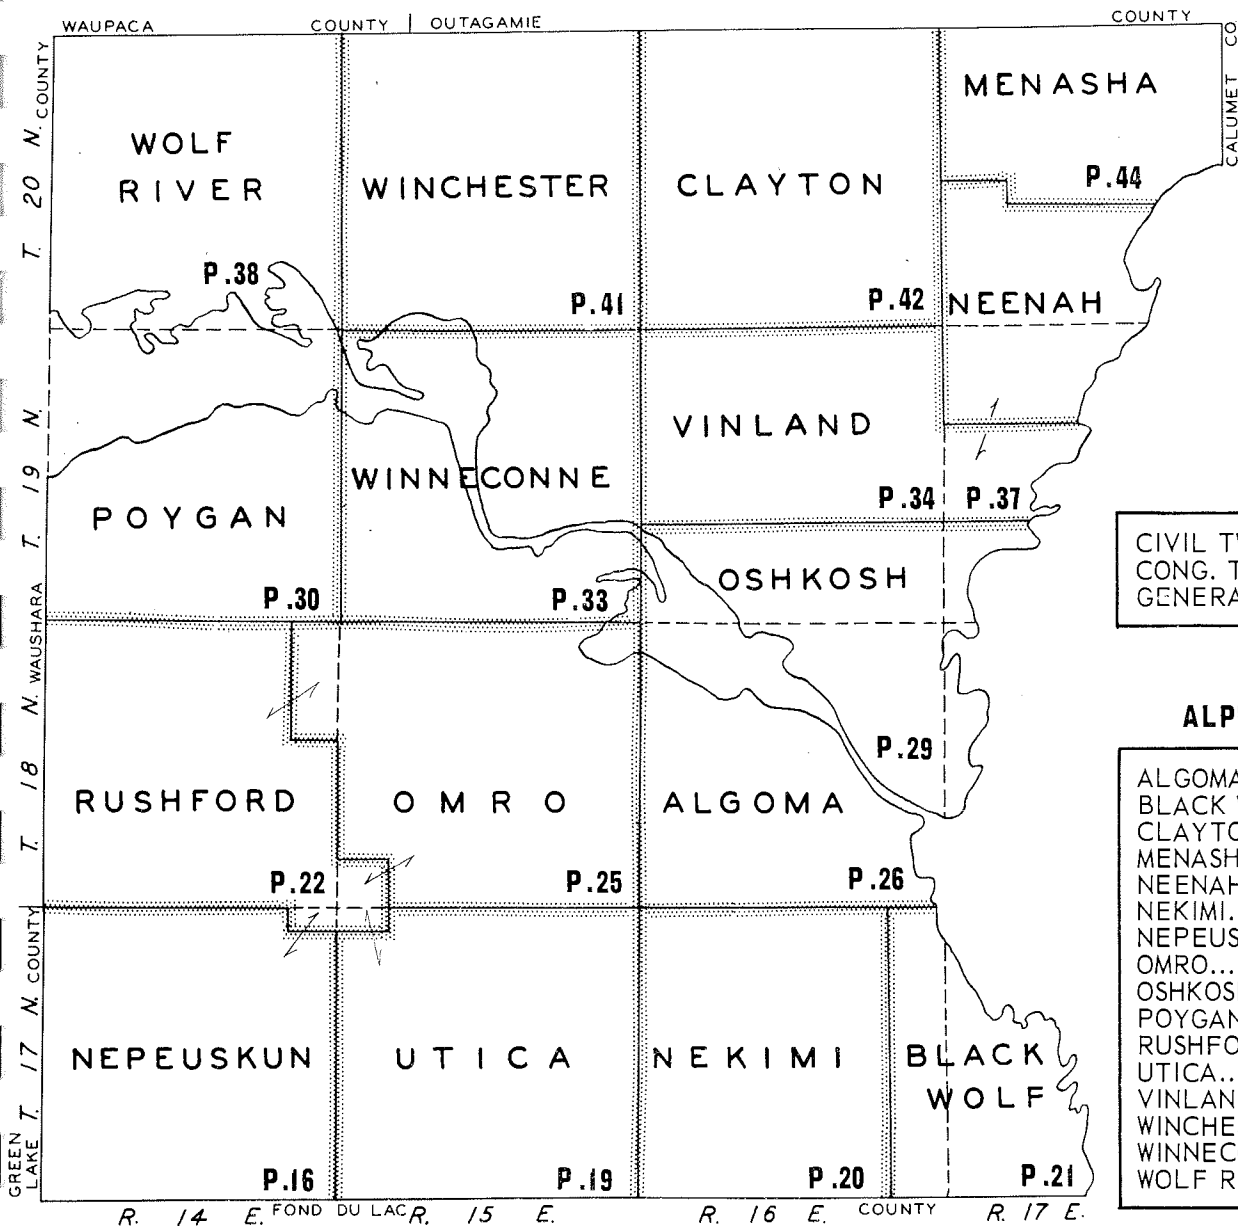 WAUPACA COUNTY | OUTAGAMIE COUNTY
CALUMET CO.
T. 20 N. COUNTY
T. 19 N.
T. 18 N. WAUSHARA
GREEN LAKE T. 17 N. COUNTY
MENASHA
P.44
WOLF
RIVER
P.38
WINCHESTER
P.41
CLAYTON
P.42
NEENAH
VINLAND
P.34
P.37
WINNECONNE
P.33
POYGAN
P.30
OSHKOSH
P.29
RUSHFORD
P.22
OMRO
P.25
ALGOMA
P.26
NEPEUSKUN
P.16
UTICA
P.19
NEKIMI
P.20
BLACK
WOLF
P.21
R. 14 E. FOND DU LAC R. 15 E. R. 16 E. COUNTY R. 17 E.
CIVIL T
CONG. T
GENERA
ALP
ALGOMA
BLACK
CLAYTO
MENASH
NEENAH
NEKIMI..
NEPEUS
OMRO...
OSHKOS
POYGAN
RUSHFO
UTICA..
VINLAN
WINCHE
WINNEC
WOLF R